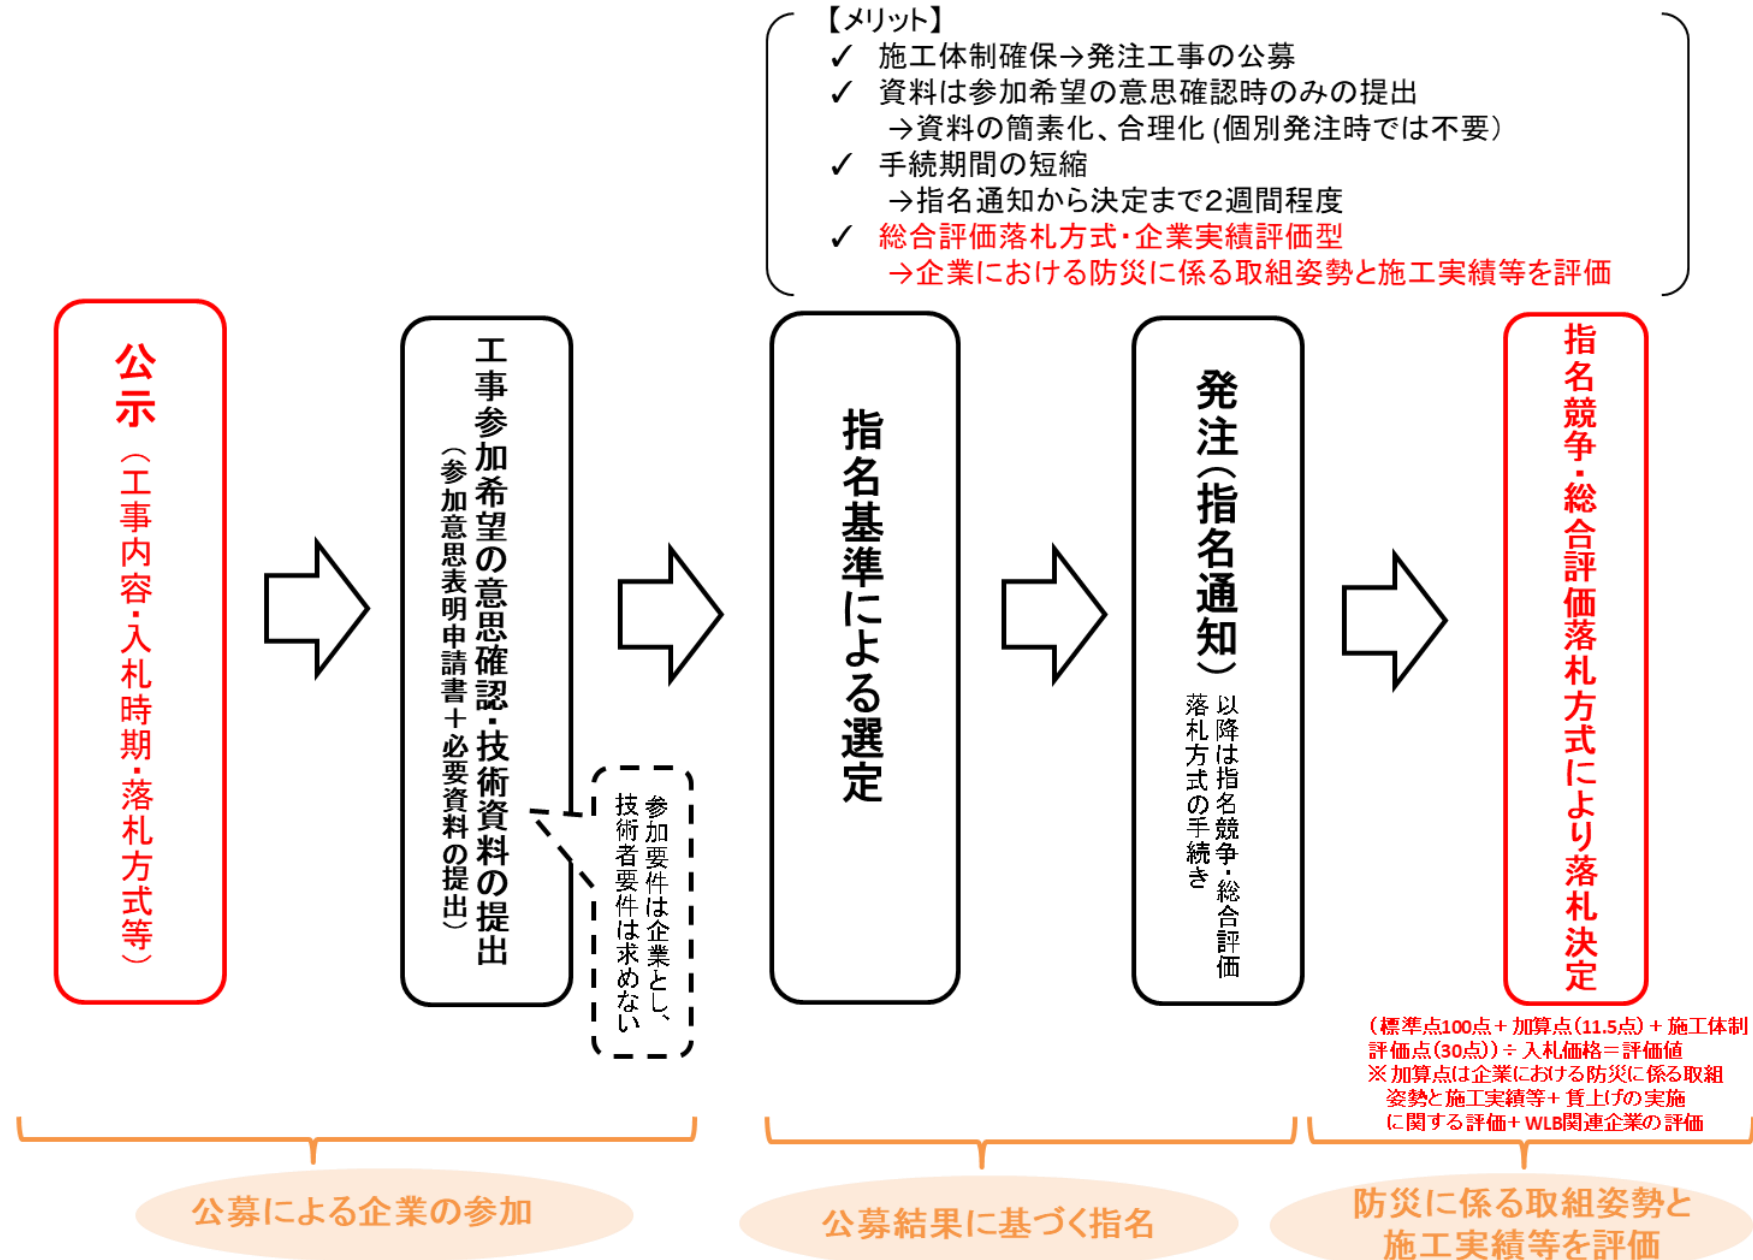 【メリット】
✓ 施工体制確保→発注工事の公募
✓ 資料は参加希望の意思確認時のみの提出
→資料の簡素化、合理化(個別発注時では不要)
✓ 手続期間の短縮
→指名通知から決定まで2週間程度
✓ 総合評価落札方式・企業実績評価型
→企業における防災に係る取組姿勢と施工実績等を評価
公示(工事内容・入札時期・落札方式等)
工事参加希望の意思確認・技術資料の提出
(参加意思表明申請書+必要資料の提出)
参加要件は企業とし、
技術者要件は求めない
指名基準による選定
発注(指名通知)
以降は指名競争・総合評価
落札方式の手続き
指名競争・総合評価落札方式により落札決定
(標準点100点+加算点(11.5点)+施工体制
評価点(30点))÷入札価格=評価値
※加算点は企業における防災に係る取組
姿勢と施工実績等+賃上げの実施
に関する評価+WLB関連企業の評価
公募による企業の参加
公募結果に基づく指名
防災に係る取組姿勢と
施工実績等を評価